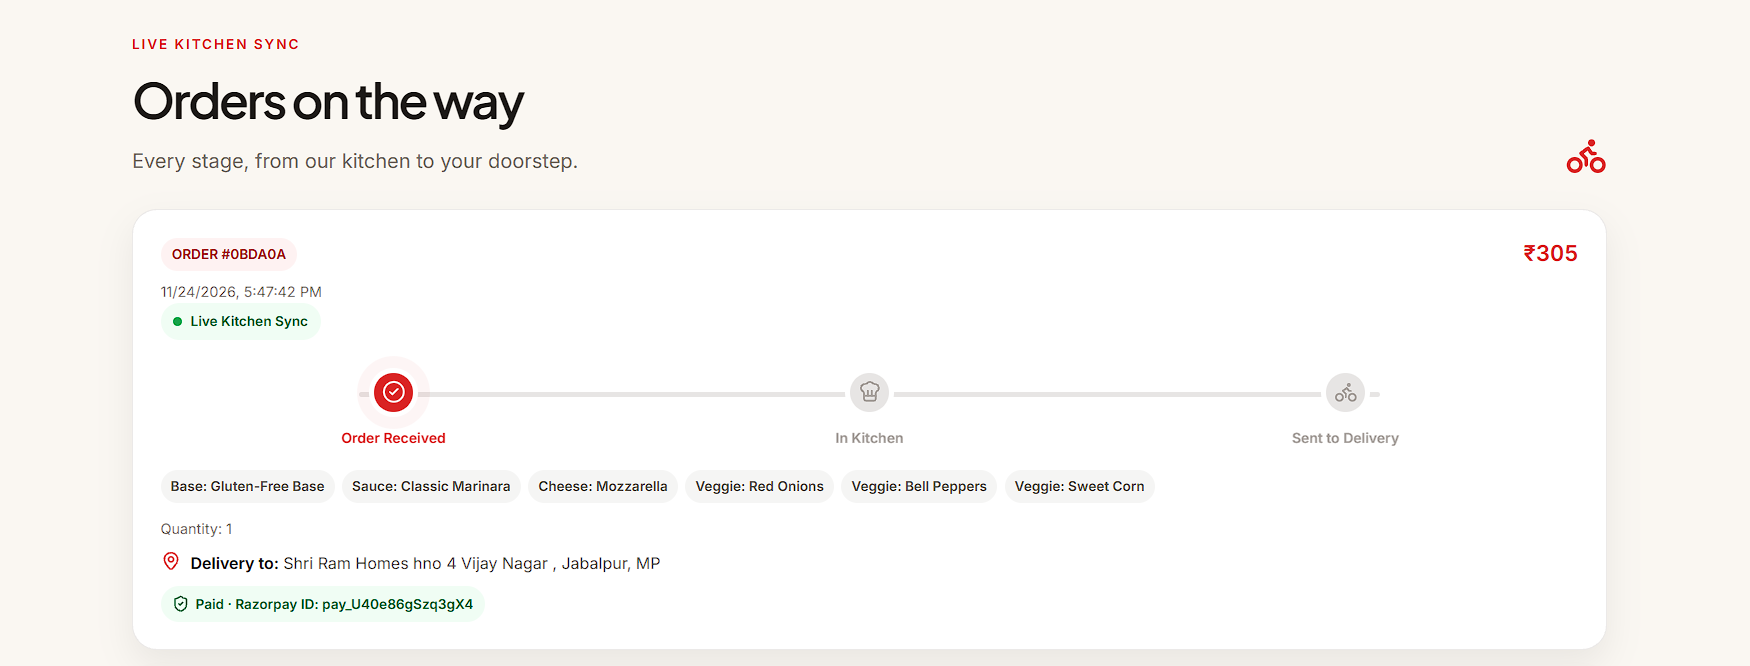 LIVE KITCHEN SYNC
Orders on the way
Every stage, from our kitchen to your doorstep.
ORDER #0BDA0A
₹305
11/24/2026, 5:47:42 PM
Live Kitchen Sync
Order Received
In Kitchen
Sent to Delivery
Base: Gluten-Free Base
Sauce: Classic Marinara
Cheese: Mozzarella
Veggie: Red Onions
Veggie: Bell Peppers
Veggie: Sweet Corn
Quantity: 1
Delivery to: Shri Ram Homes hno 4 Vijay Nagar , Jabalpur, MP
Paid · Razorpay ID: pay_U40e86gSzq3gX4